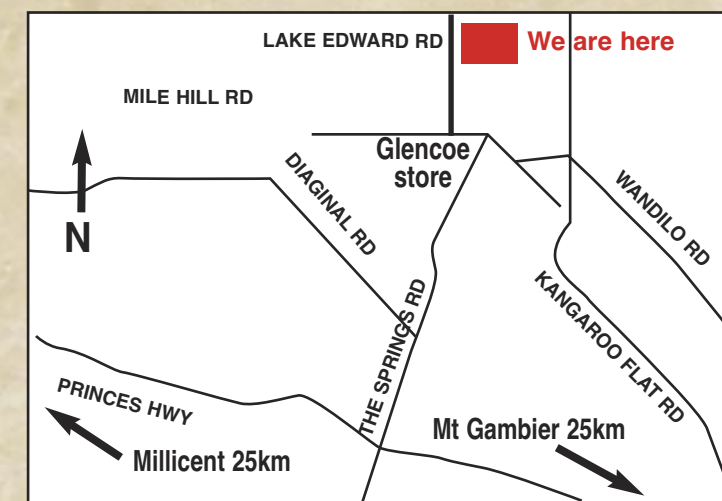 LAKE EDWARD RD
We are here
MILE HILL RD
Glencoe
store
DIAGINAL RD
WANDILO RD
N
THE SPRINGS RD
KANGAROO FLAT RD
PRINCES HWY
Mt Gambier 25km
Millicent 25km